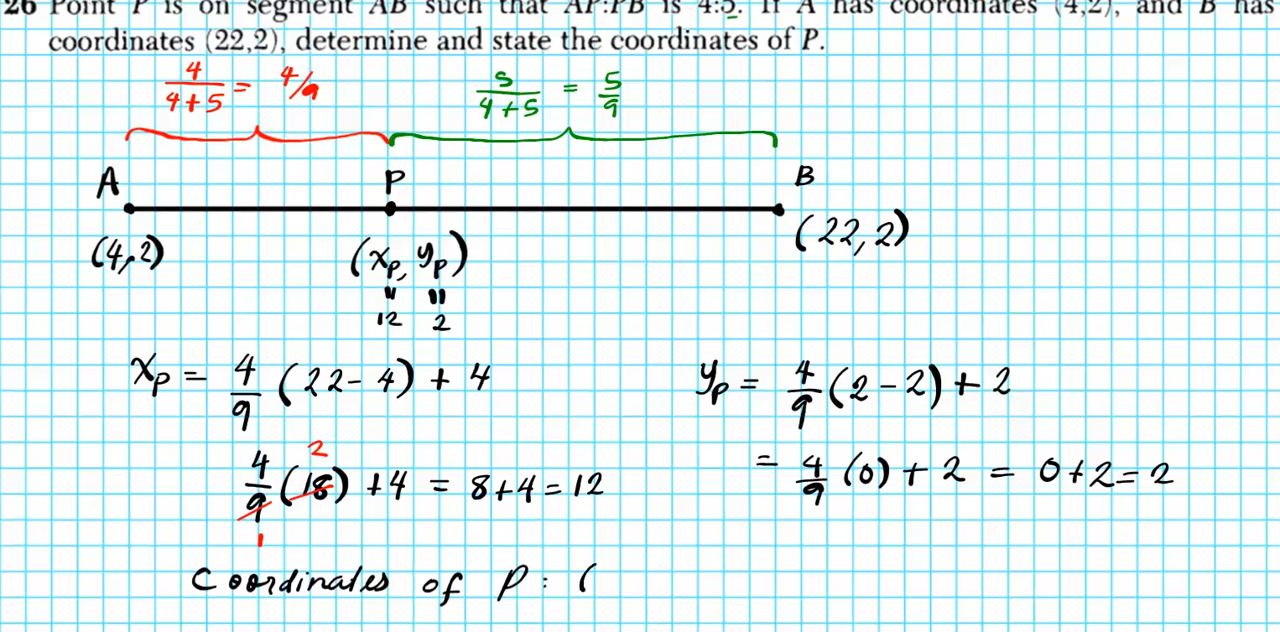 26 Point P is on segment AB such that AP:PB is 4:5. If A has coordinates (4,2), and B has
coordinates (22,2), determine and state the coordinates of P.
4/(4+5) = 4/9
5/(4+5) = 5/9
A P B
(4,2) (xₚ, yₚ) (22,2)
" "
12 2
xₚ = 4/9 (22-4) + 4
yₚ = 4/9 (2-2) + 2
2
4/9 (18) + 4 = 8+4 = 12
1
= 4/9 (0) + 2 = 0+2 = 2
Coordinates of P : (